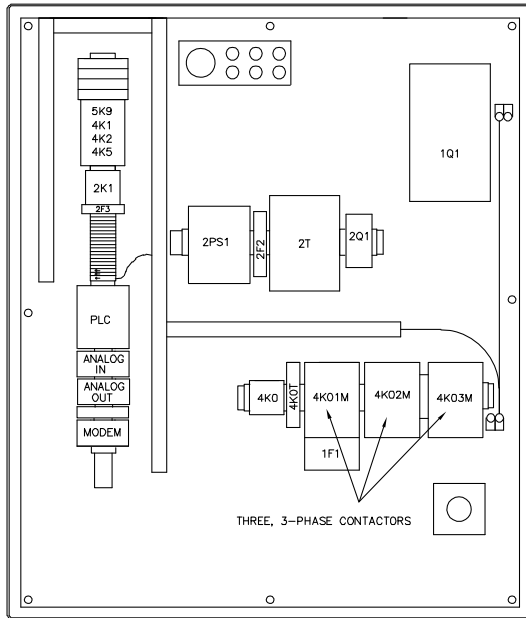 5K9
4K1
4K2
4K5
1Q1
2K1
2F3
2PS1
2F2
2T
2Q1
PLC
ANALOG
IN
ANALOG
OUT
MODEM
4K0
4K0T
4K01M
4K02M
4K03M
1F1
THREE, 3-PHASE CONTACTORS